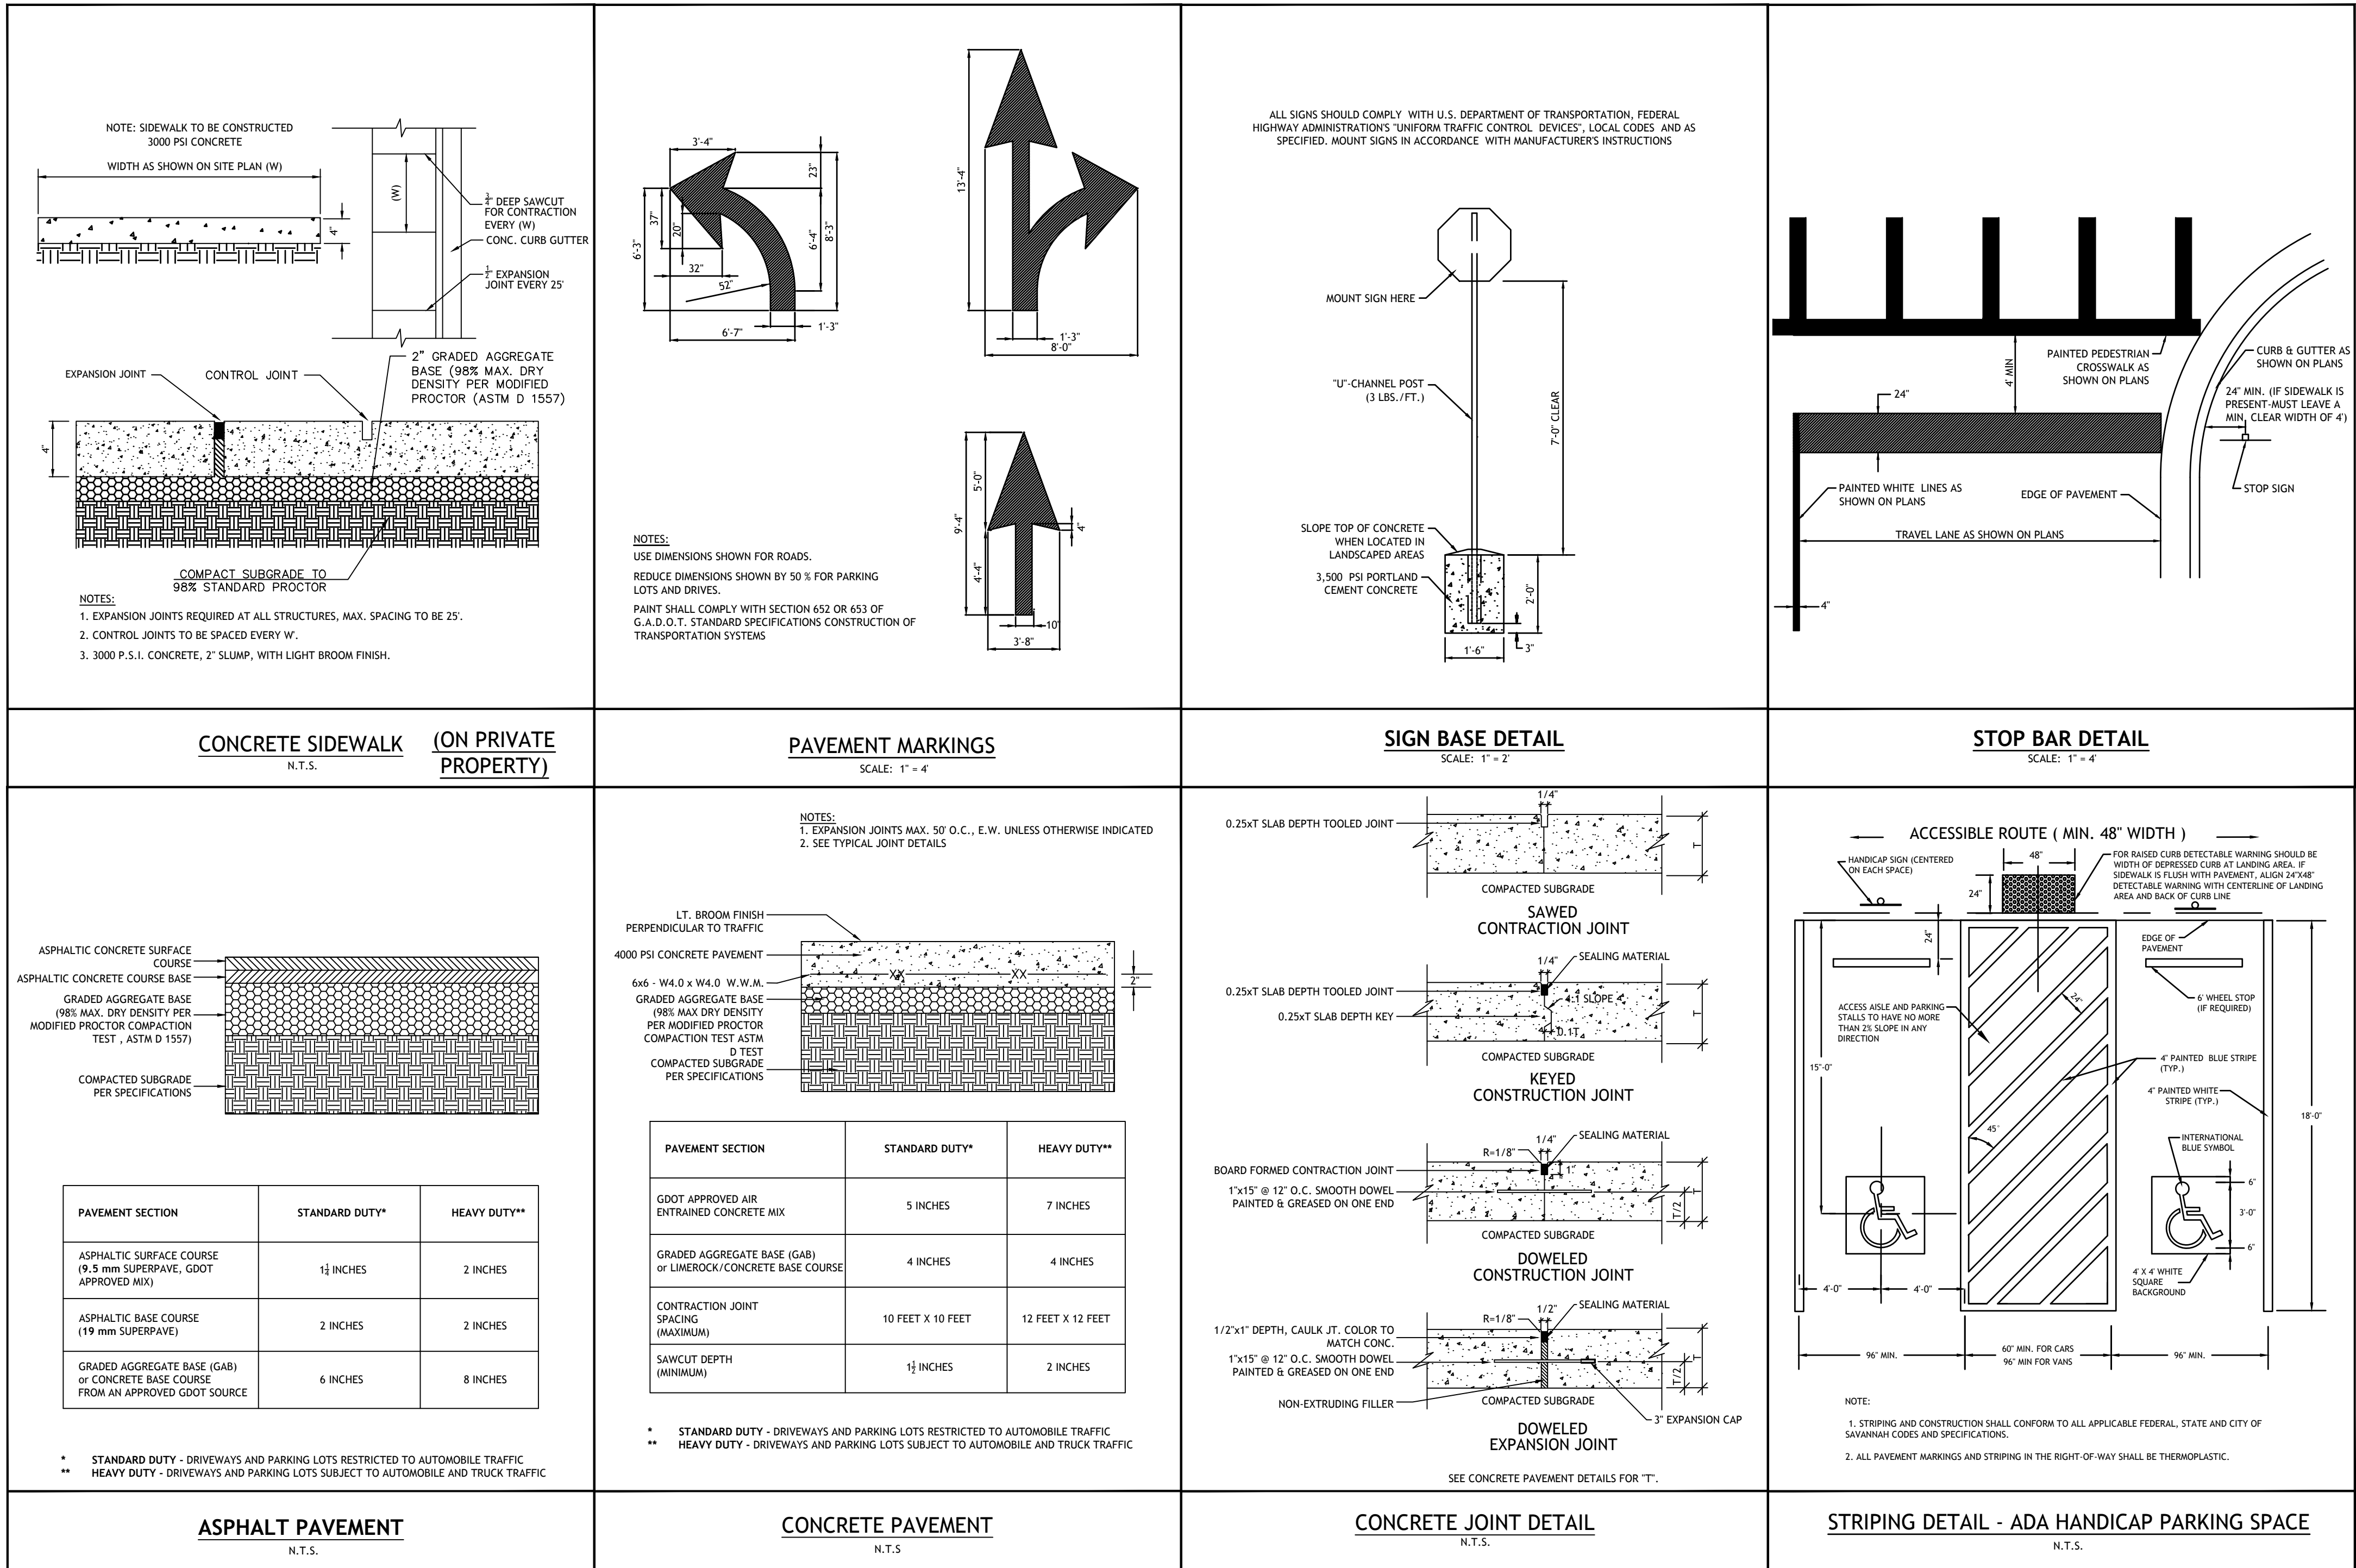 NOTE: SIDEWALK TO BE CONSTRUCTED
3000 PSI CONCRETE
WIDTH AS SHOWN ON SITE PLAN (W)
4"
(W)
3/4" DEEP SAWCUT
FOR CONTRACTION
EVERY (W)
CONC. CURB GUTTER
1/2" EXPANSION
JOINT EVERY 25'
2” GRADED AGGREGATE
BASE (98% MAX. DRY
DENSITY PER MODIFIED
PROCTOR (ASTM D 1557)
EXPANSION JOINT
CONTROL JOINT
4"
COMPACT SUBGRADE TO
98% STANDARD PROCTOR
NOTES:
1. EXPANSION JOINTS REQUIRED AT ALL STRUCTURES, MAX. SPACING TO BE 25'.
2. CONTROL JOINTS TO BE SPACED EVERY W'.
3. 3000 P.S.I. CONCRETE, 2" SLUMP, WITH LIGHT BROOM FINISH.
CONCRETE SIDEWALK
N.T.S.
(ON PRIVATE
PROPERTY)
3'-4"
23"
37"
20"
6'-3"
6'-4"
8'-3"
32"
52"
1'-3"
6'-7"
13'-4"
1'-3"
8'-0"
5'-0"
9'-4"
4"
4'-4"
10"
3'-8"
NOTES:
USE DIMENSIONS SHOWN FOR ROADS.
REDUCE DIMENSIONS SHOWN BY 50 % FOR PARKING
LOTS AND DRIVES.
PAINT SHALL COMPLY WITH SECTION 652 OR 653 OF
G.A.D.O.T. STANDARD SPECIFICATIONS CONSTRUCTION OF
TRANSPORTATION SYSTEMS
PAVEMENT MARKINGS
SCALE: 1" = 4'
ALL SIGNS SHOULD COMPLY WITH U.S. DEPARTMENT OF TRANSPORTATION, FEDERAL
HIGHWAY ADMINISTRATION'S "UNIFORM TRAFFIC CONTROL DEVICES", LOCAL CODES AND AS
SPECIFIED. MOUNT SIGNS IN ACCORDANCE WITH MANUFACTURER'S INSTRUCTIONS
MOUNT SIGN HERE
"U"-CHANNEL POST
(3 LBS./FT.)
7'-0" CLEAR
SLOPE TOP OF CONCRETE
WHEN LOCATED IN
LANDSCAPED AREAS
3,500 PSI PORTLAND
CEMENT CONCRETE
2'-0"
1'-6"
3"
SIGN BASE DETAIL
SCALE: 1" = 2'
PAINTED PEDESTRIAN
CROSSWALK AS
SHOWN ON PLANS
4' MIN
CURB & GUTTER AS
SHOWN ON PLANS
24" MIN. (IF SIDEWALK IS
PRESENT-MUST LEAVE A
MIN. CLEAR WIDTH OF 4')
24"
PAINTED WHITE LINES AS
SHOWN ON PLANS
EDGE OF PAVEMENT
STOP SIGN
TRAVEL LANE AS SHOWN ON PLANS
4"
STOP BAR DETAIL
SCALE: 1" = 4'
ASPHALTIC CONCRETE SURFACE
COURSE
ASPHALTIC CONCRETE COURSE BASE
GRADED AGGREGATE BASE
(98% MAX. DRY DENSITY PER
MODIFIED PROCTOR COMPACTION
TEST , ASTM D 1557)
COMPACTED SUBGRADE
PER SPECIFICATIONS
PAVEMENT SECTION STANDARD DUTY* HEAVY DUTY**
ASPHALTIC SURFACE COURSE
(9.5 mm SUPERPAVE, GDOT
APPROVED MIX)
1 1/4 INCHES 2 INCHES
ASPHALTIC BASE COURSE
(19 mm SUPERPAVE)
2 INCHES 2 INCHES
GRADED AGGREGATE BASE (GAB)
or CONCRETE BASE COURSE
FROM AN APPROVED GDOT SOURCE
6 INCHES 8 INCHES
* STANDARD DUTY - DRIVEWAYS AND PARKING LOTS RESTRICTED TO AUTOMOBILE TRAFFIC
** HEAVY DUTY - DRIVEWAYS AND PARKING LOTS SUBJECT TO AUTOMOBILE AND TRUCK TRAFFIC
ASPHALT PAVEMENT
N.T.S.
NOTES:
1. EXPANSION JOINTS MAX. 50' O.C., E.W. UNLESS OTHERWISE INDICATED
2. SEE TYPICAL JOINT DETAILS
LT. BROOM FINISH
PERPENDICULAR TO TRAFFIC
4000 PSI CONCRETE PAVEMENT
6x6 - W4.0 x W4.0 W.W.M.
GRADED AGGREGATE BASE
(98% MAX DRY DENSITY
PER MODIFIED PROCTOR
COMPACTION TEST ASTM
D TEST
COMPACTED SUBGRADE
PER SPECIFICATIONS
XX XX
2"
PAVEMENT SECTION STANDARD DUTY* HEAVY DUTY**
GDOT APPROVED AIR
ENTRAINED CONCRETE MIX
5 INCHES 7 INCHES
GRADED AGGREGATE BASE (GAB)
or LIMEROCK/CONCRETE BASE COURSE
4 INCHES 4 INCHES
CONTRACTION JOINT
SPACING
(MAXIMUM)
10 FEET X 10 FEET 12 FEET X 12 FEET
SAWCUT DEPTH
(MINIMUM)
1 1/2 INCHES 2 INCHES
* STANDARD DUTY - DRIVEWAYS AND PARKING LOTS RESTRICTED TO AUTOMOBILE TRAFFIC
** HEAVY DUTY - DRIVEWAYS AND PARKING LOTS SUBJECT TO AUTOMOBILE AND TRUCK TRAFFIC
CONCRETE PAVEMENT
N.T.S
1/4"
0.25xT SLAB DEPTH TOOLED JOINT
T
COMPACTED SUBGRADE
SAWED
CONTRACTION JOINT
1/4"
SEALING MATERIAL
0.25xT SLAB DEPTH TOOLED JOINT
4:1 SLOPE 4"
0.25xT SLAB DEPTH KEY
0.1T
T
COMPACTED SUBGRADE
KEYED
CONSTRUCTION JOINT
1/4"
SEALING MATERIAL
R=1/8"
BOARD FORMED CONTRACTION JOINT
1"
1"x15" @ 12" O.C. SMOOTH DOWEL
PAINTED & GREASED ON ONE END
T
T/2
COMPACTED SUBGRADE
DOWELED
CONSTRUCTION JOINT
1/2"
SEALING MATERIAL
R=1/8"
1/2"x1" DEPTH, CAULK JT. COLOR TO
MATCH CONC.
1"x15" @ 12" O.C. SMOOTH DOWEL
PAINTED & GREASED ON ONE END
T
T/2
NON-EXTRUDING FILLER
COMPACTED SUBGRADE
3" EXPANSION CAP
DOWELED
EXPANSION JOINT
SEE CONCRETE PAVEMENT DETAILS FOR "T".
CONCRETE JOINT DETAIL
N.T.S.
ACCESSIBLE ROUTE ( MIN. 48" WIDTH )
HANDICAP SIGN (CENTERED
ON EACH SPACE)
48"
24"
FOR RAISED CURB DETECTABLE WARNING SHOULD BE
WIDTH OF DEPRESSED CURB AT LANDING AREA. IF
SIDEWALK IS FLUSH WITH PAVEMENT, ALIGN 24"X48"
DETECTABLE WARNING WITH CENTERLINE OF LANDING
AREA AND BACK OF CURB LINE
24"
EDGE OF
PAVEMENT
ACCESS AISLE AND PARKING
STALLS TO HAVE NO MORE
THAN 2% SLOPE IN ANY
DIRECTION
24"
6' WHEEL STOP
(IF REQUIRED)
15"-0"
4" PAINTED BLUE STRIPE
(TYP.)
4" PAINTED WHITE
STRIPE (TYP.)
18'-0"
45°
INTERNATIONAL
BLUE SYMBOL
6"
3'-0"
6"
4' X 4' WHITE
SQUARE
BACKGROUND
4'-0" 4'-0"
96" MIN.
60" MIN. FOR CARS
96" MIN FOR VANS
96" MIN.
NOTE:
1. STRIPING AND CONSTRUCTION SHALL CONFORM TO ALL APPLICABLE FEDERAL, STATE AND CITY OF
SAVANNAH CODES AND SPECIFICATIONS.
2. ALL PAVEMENT MARKINGS AND STRIPING IN THE RIGHT-OF-WAY SHALL BE THERMOPLASTIC.
STRIPING DETAIL - ADA HANDICAP PARKING SPACE
N.T.S.